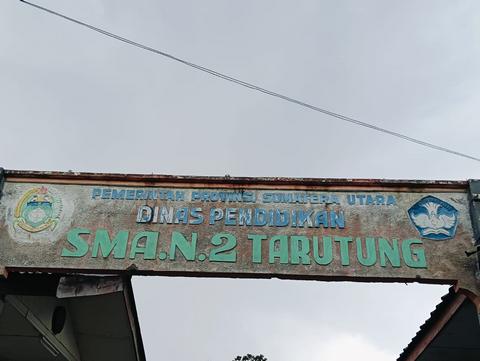 PEMERINTAH PROVINSI SUMATERA UTARA
DINAS PENDIDIKAN
SMA.N.2 TARUTUNG